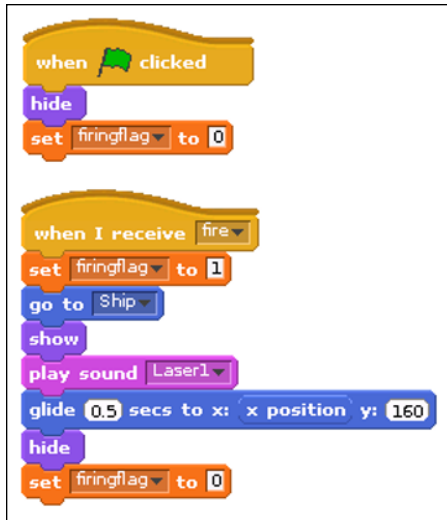 when clicked
hide
set firingflag to 0
when I receive fire
set firingflag to 1
go to Ship
show
play sound Laser1
glide 0.5 secs to x: x position y: 160
hide
set firingflag to 0